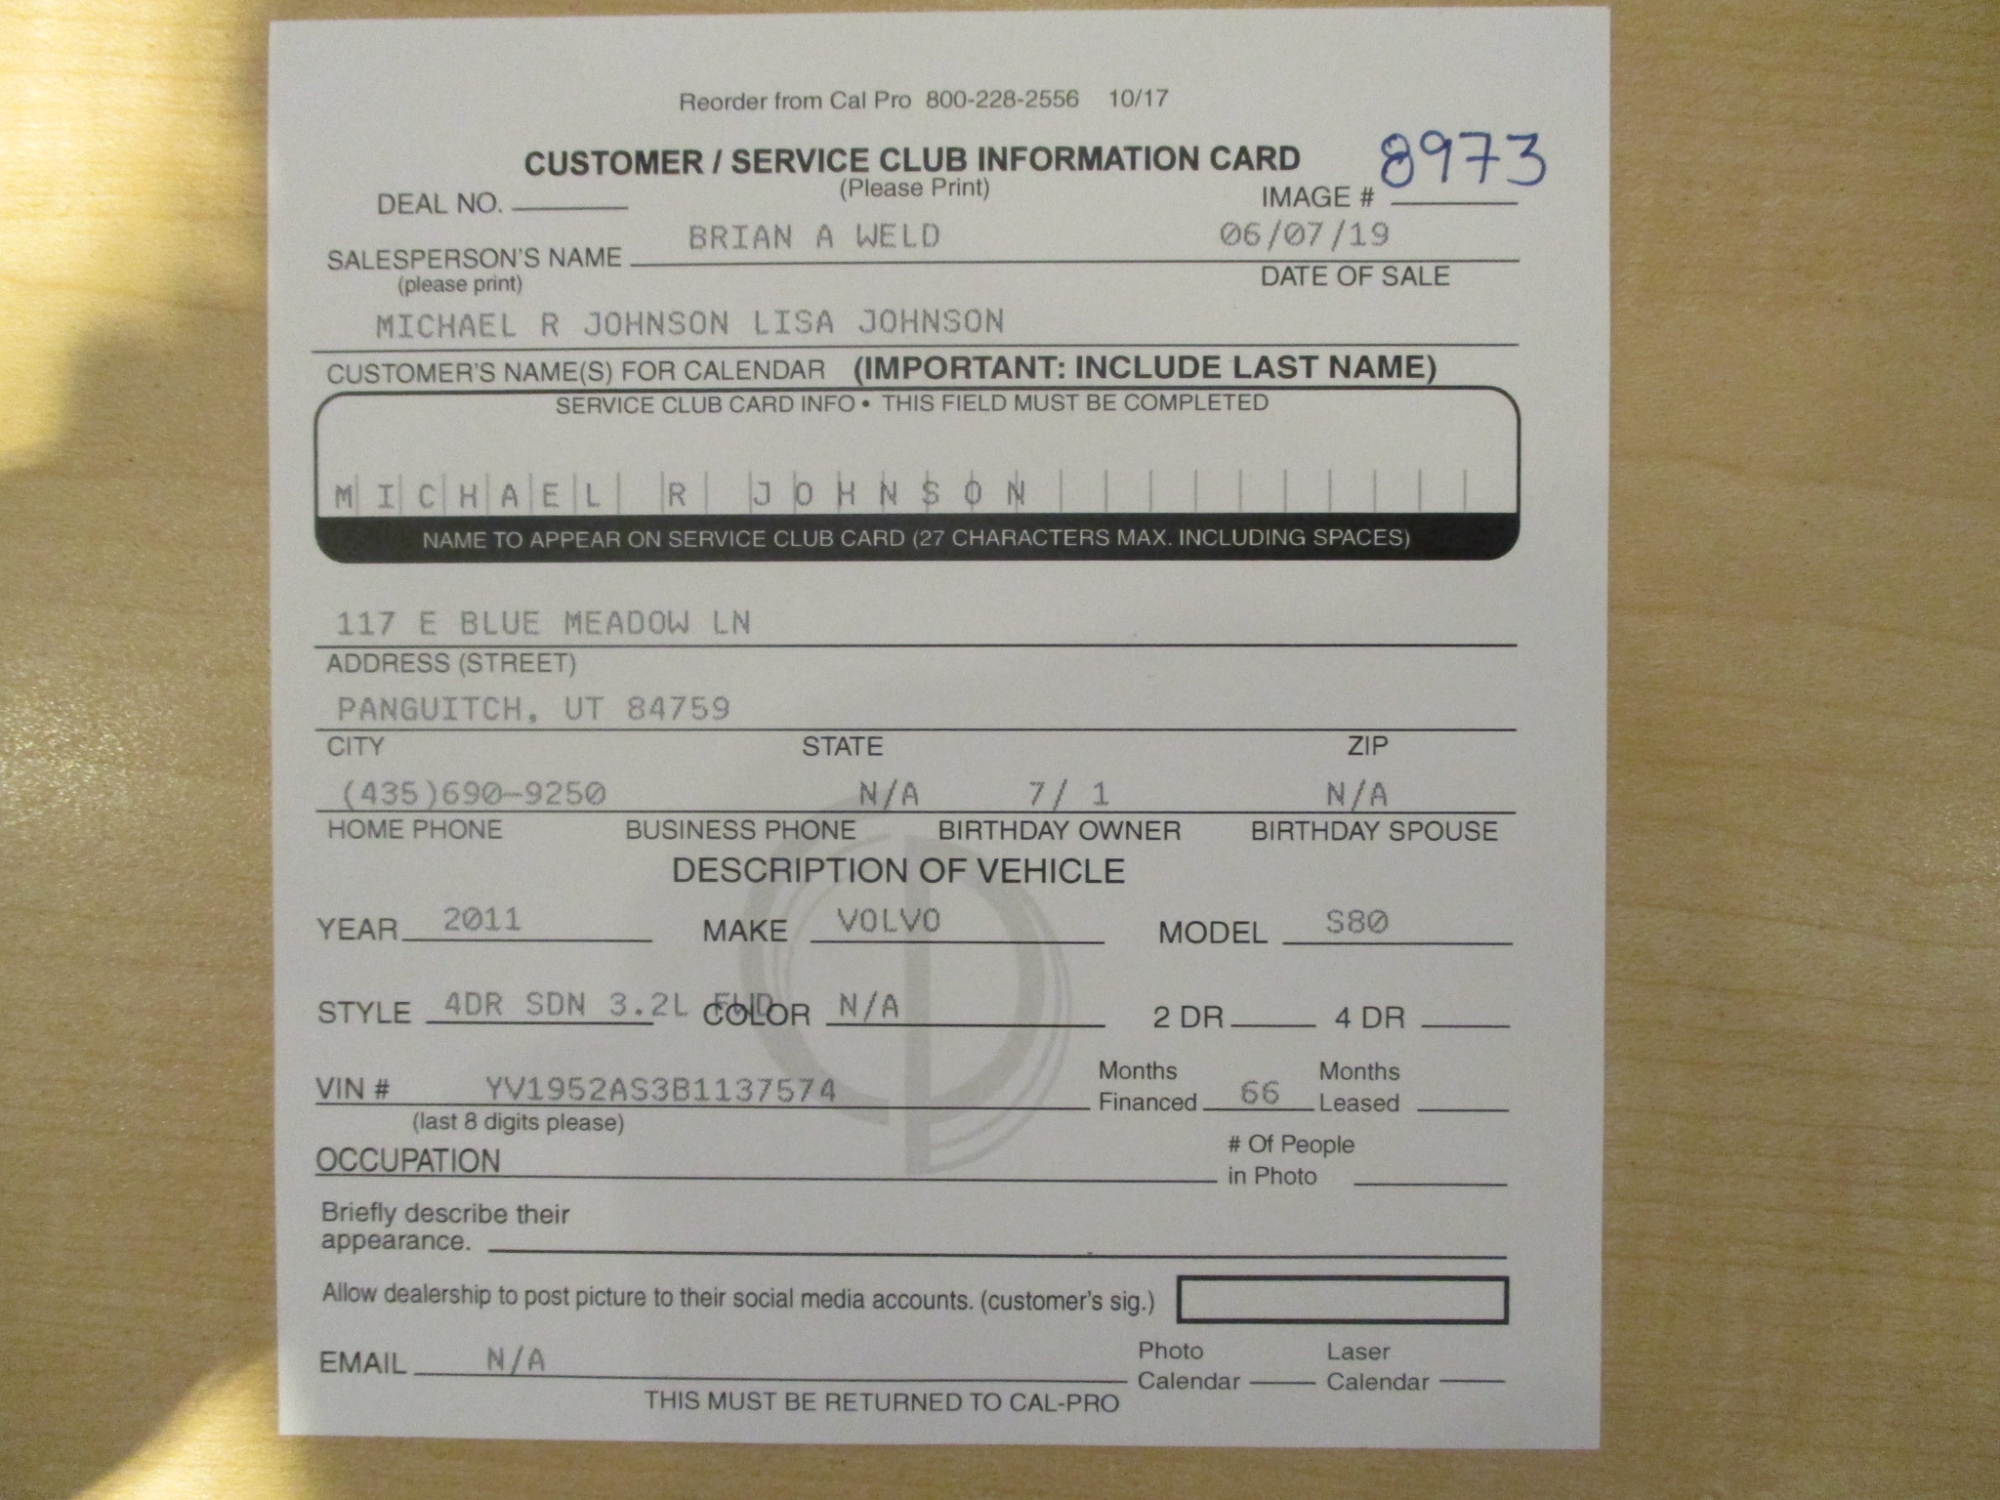 Reorder from Cal Pro 800-228-2556 10/17
CUSTOMER / SERVICE CLUB INFORMATION CARD 8973
(Please Print)
DEAL NO. IMAGE #
BRIAN A WELD 06/07/19
SALESPERSON'S NAME
(please print) DATE OF SALE
MICHAEL R JOHNSON LISA JOHNSON
CUSTOMER'S NAME(S) FOR CALENDAR (IMPORTANT: INCLUDE LAST NAME)
SERVICE CLUB CARD INFO • THIS FIELD MUST BE COMPLETED
MICHAEL R JOHNSON
NAME TO APPEAR ON SERVICE CLUB CARD (27 CHARACTERS MAX. INCLUDING SPACES)
117 E BLUE MEADOW LN
ADDRESS (STREET)
PANGUITCH, UT 84759
CITY STATE ZIP
(435)690-9250 N/A 7/ 1 N/A
HOME PHONE BUSINESS PHONE BIRTHDAY OWNER BIRTHDAY SPOUSE
DESCRIPTION OF VEHICLE
YEAR 2011 MAKE VOLVO MODEL S80
STYLE 4DR SDN 3.2L FWD COLOR N/A 2 DR 4 DR
VIN # YV1952AS3B1137574 Months Financed 66 Months Leased
(last 8 digits please)
OCCUPATION # Of People in Photo
Briefly describe their
appearance.
Allow dealership to post picture to their social media accounts. (customer's sig.)
EMAIL N/A Photo Calendar Laser Calendar
THIS MUST BE RETURNED TO CAL-PRO